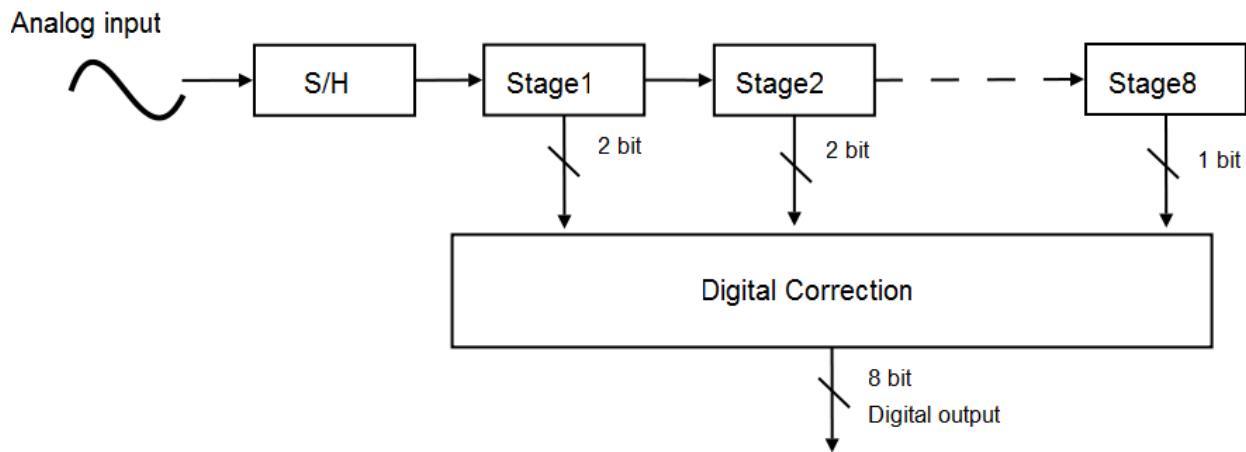 Analog input
S/H
Stage1
Stage2
Stage8
2 bit
2 bit
1 bit
Digital Correction
8 bit
Digital output